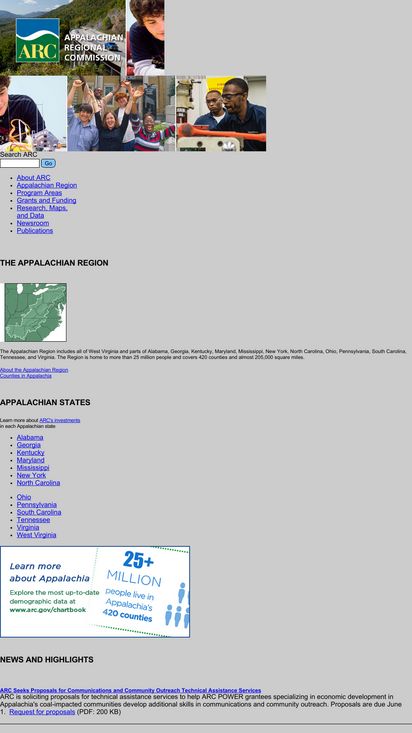 ARC
APPALACHIAN
REGIONAL
COMMISSION
Search ARC
Go
About ARC
Appalachian Region
Program Areas
Grants and Funding
Research, Maps,
and Data
Newsroom
Publications
THE APPALACHIAN REGION
The Appalachian Region includes all of West Virginia and parts of Alabama, Georgia, Kentucky, Maryland, Mississippi, New York, North Carolina, Ohio, Pennsylvania, South Carolina,
Tennessee, and Virginia. The Region is home to more than 25 million people and covers 420 counties and almost 205,000 square miles.
About the Appalachian Region
Counties in Appalachia
APPALACHIAN STATES
Learn more about ARC's investments
in each Appalachian state
Alabama
Georgia
Kentucky
Maryland
Mississippi
New York
North Carolina
Ohio
Pennsylvania
South Carolina
Tennessee
Virginia
West Virginia
Learn more
about Appalachia
Explore the most up-to-date
demographic data at
www.arc.gov/chartbook
25+
MILLION
people live in
Appalachia's
420 counties
NEWS AND HIGHLIGHTS
ARC Seeks Proposals for Communications and Community Outreach Technical Assistance Services
ARC is soliciting proposals for technical assistance services to help ARC POWER grantees specializing in economic development in
Appalachia's coal-impacted communities develop additional skills in communications and community outreach. Proposals are due June
1. Request for proposals (PDF: 200 KB)